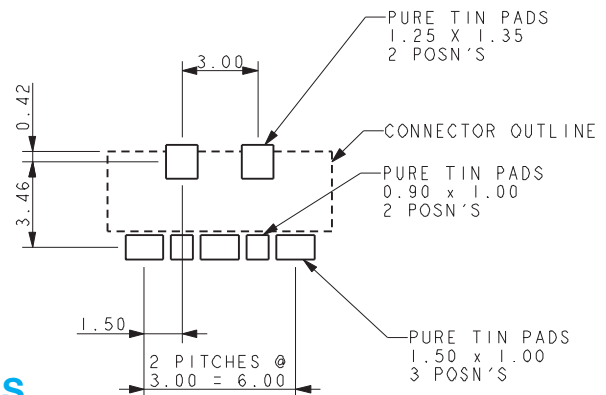 PURE TIN PADS
1.25 X 1.35
2 POSN'S
3.00
0.42
CONNECTOR OUTLINE
PURE TIN PADS
0.90 x 1.00
2 POSN'S
3.46
1.50
PURE TIN PADS
1.50 x 1.00
3 POSN'S
2 PITCHES @
3.00 = 6.00
S